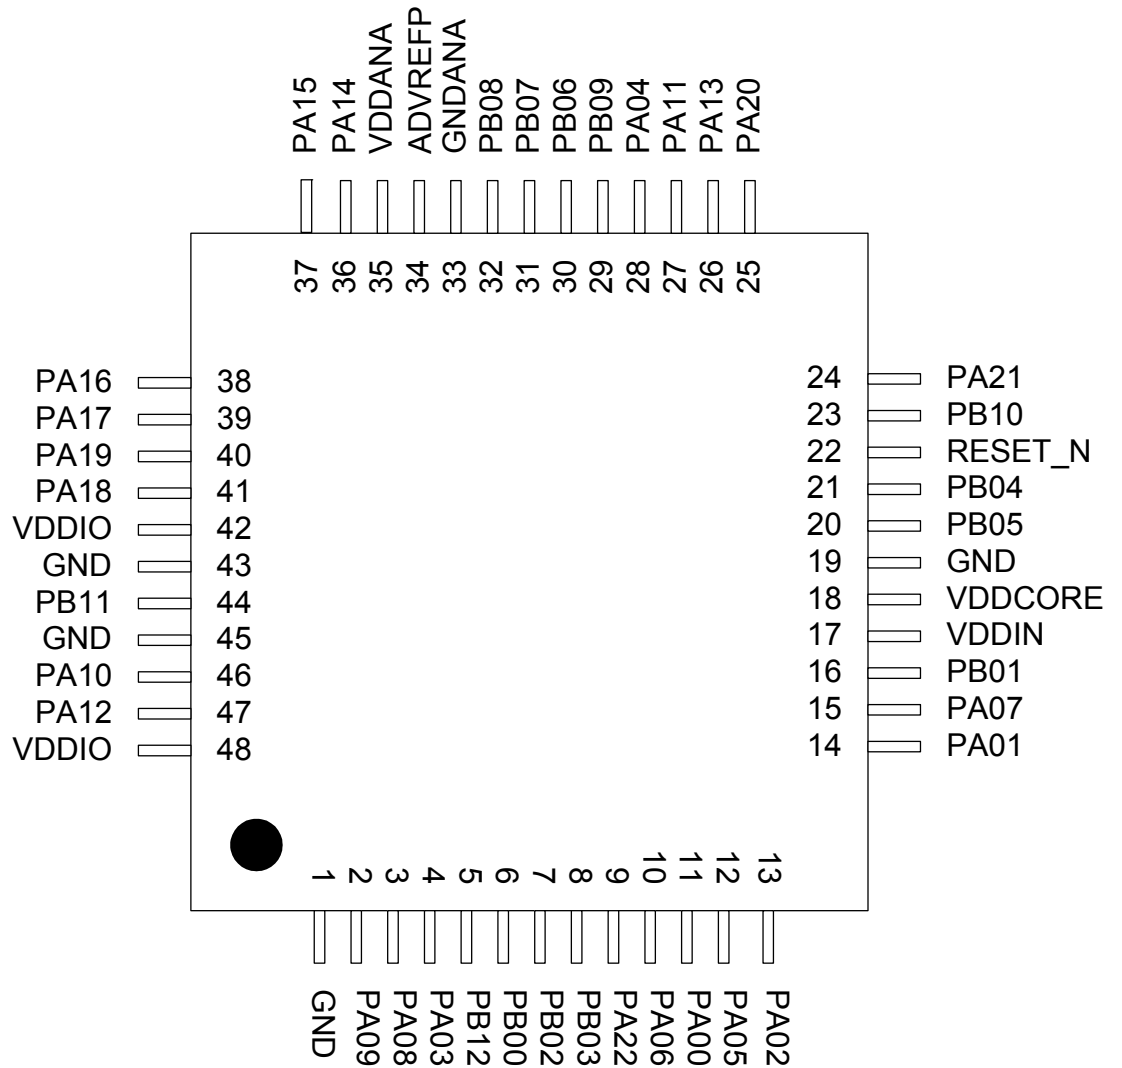 PA15
PA14
VDDANA
ADVREFP
GNDANA
PB08
PB07
PB06
PB09
PA04
PA11
PA13
PA20
37
36
35
34
33
32
31
30
29
28
27
26
25
PA16 38
PA17 39
PA19 40
PA18 41
VDDIO 42
GND 43
PB11 44
GND 45
PA10 46
PA12 47
VDDIO 48
24 PA21
23 PB10
22 RESET_N
21 PB04
20 PB05
19 GND
18 VDDCORE
17 VDDIN
16 PB01
15 PA07
14 PA01
1
2
3
4
5
6
7
8
9
10
11
12
13
GND
PA09
PA08
PA03
PB12
PB00
PB02
PB03
PA22
PA06
PA00
PA05
PA02